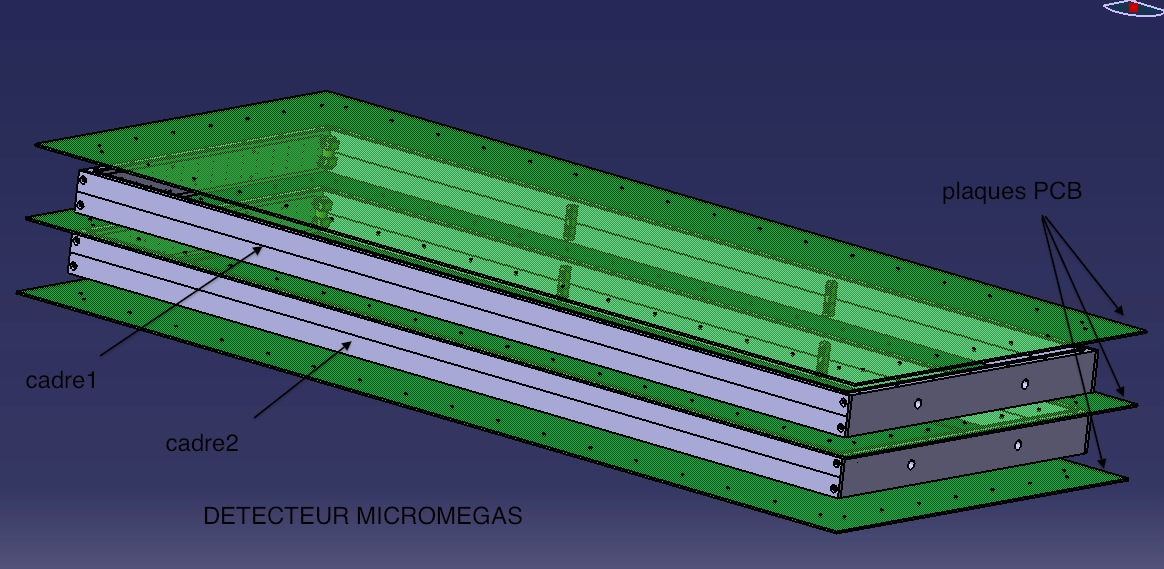 plaques PCB
cadre1
cadre2
DETECTEUR MICROMEGAS